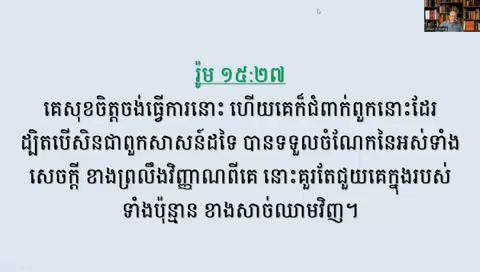 រ៉ូម ១៥:២៧
គេសុខចិត្តចង់ធ្វើការនោះ ហើយគេក៏ជំពាក់ពួកនោះដែរ
ដ្បិតបើសិនជាពួកសាសន៍ដទៃ បានទទួលចំណែកនៃអស់ទាំង
សេចក្តី ខាងព្រលឹងវិញ្ញាណពីគេ នោះគួរតែជួយគេក្នុងរបស់
ទាំងប៉ុន្មាន ខាងសាច់ឈាមវិញ។